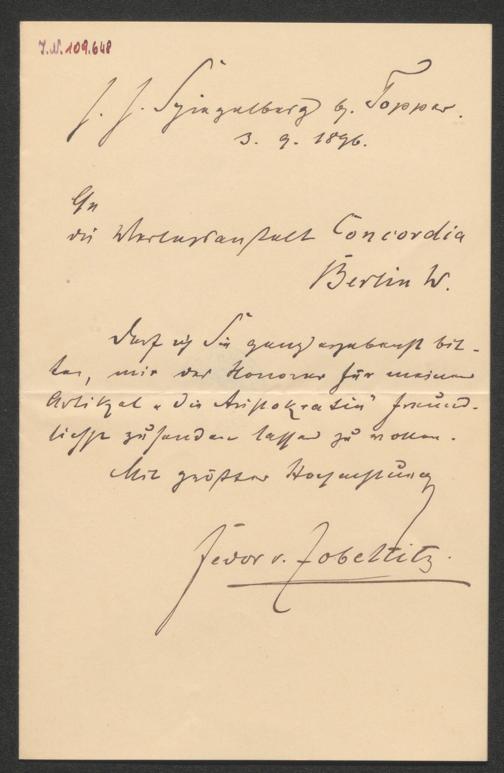 J.N. 109.648
z. Z. Spiegelberg b. Topper.
3. 9. 1896.
An
die Verlagsanstalt Concordia
Berlin W.
Darf ich Sie ganz ergebenst bit-
ten, mir das Honorar für meinen
Artikel „Die Aristokratin" freund-
lichst zusenden lassen zu wollen.
Mit größter Hochachtung
Fedor v. Zobeltitz.